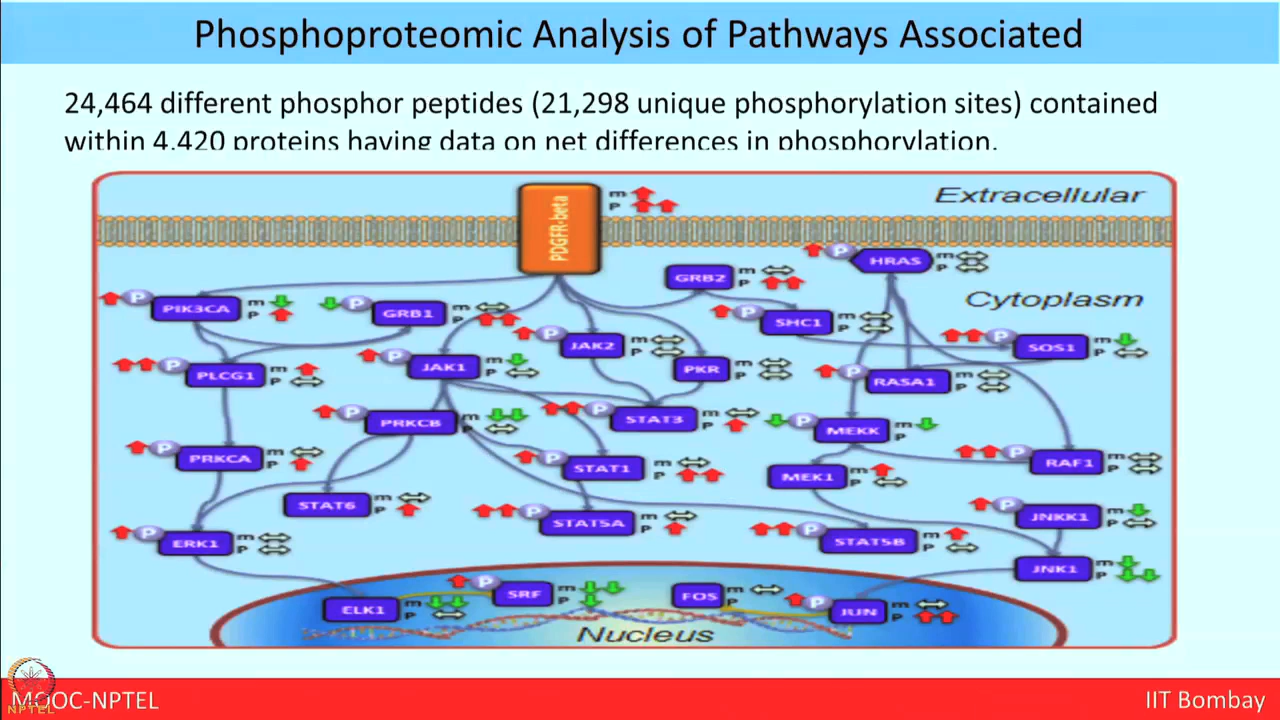 Phosphoproteomic Analysis of Pathways Associated
24,464 different phosphor peptides (21,298 unique phosphorylation sites) contained
within 4,420 proteins having data on net differences in phosphorylation.
Extracellular
PDGFR-beta m P
P HRAS m P
GRB2 m P
Cytoplasm
P PIK3CA m P
P GRB1 m P
P SHC1 m P
P SOS1 m P
P JAK2 m P
P PLCG1 m P
P JAK1 m P
PKR m P
P RASA1 m P
P PRKCB m P
P STAT3 m P
P MEKK m
P PRKCA m P
P STAT1 m P
MEK1 m P
P RAF1 m P
STAT6 m P
P STAT5A m P
P JNKK1 m P
P ERK1 m P
P STAT5B m P
JNK1 m P
ELK1 m P
P SRF m P
FOS m P
P JUN m P
Nucleus
MOOC-NPTEL
NPTEL
IIT Bombay